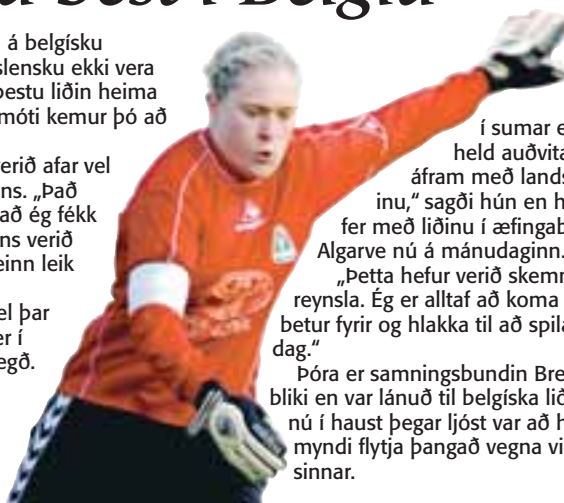 best í Belgíu
á belgísku
slensku ekki vera
bestu liðin heima
móti kemur þó að
verið afar vel
ns. „Það
að ég fékk
ns verið
einn leik
el þar
er í
egð.
í sumar e
held auðvita
áfram með lands
inu,“ sagði hún en h
fer með liðinu í æfingab
Algarve nú á mánudaginn.
„Þetta hefur verið skemm
reynsla. Ég er alltaf að koma
betur fyrir og hlakka til að spila
dag.“
Þóra er samningsbundin Brei
bliki en var lánuð til belgíska lið
nú í haust þegar ljóst var að h
myndi flytja þangað vegna vi
sinnar.